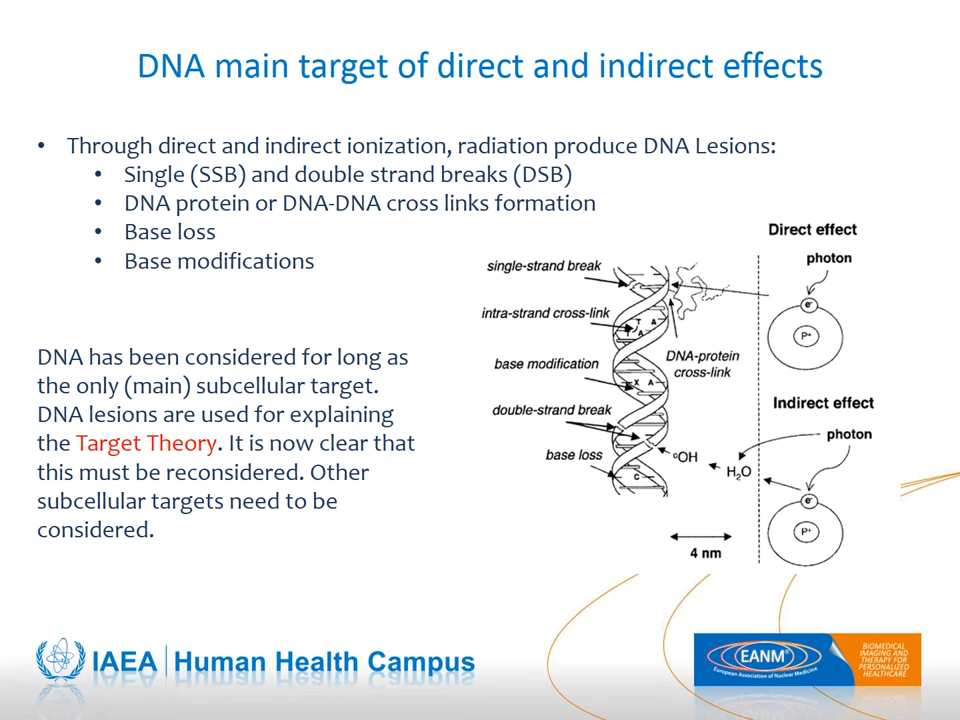 DNA main target of direct and indirect effects
• Through direct and indirect ionization, radiation produce DNA Lesions:
• Single (SSB) and double strand breaks (DSB)
• DNA protein or DNA-DNA cross links formation
• Base loss
• Base modifications
DNA has been considered for long as
the only (main) subcellular target.
DNA lesions are used for explaining
the Target Theory. It is now clear that
this must be reconsidered. Other
subcellular targets need to be
considered.
Direct effect
photon
e⁻
P⁺
single-strand break
intra-strand cross-link
T A
T A
DNA-protein
cross-link
base modification
X A
double-strand break
base loss
C
°OH
H₂O
Indirect effect
photon
e⁻
P⁺
4 nm
IAEA | Human Health Campus
EANM®
European Association of Nuclear Medicine
BIOMEDICAL
IMAGING AND
THERAPY FOR
PERSONALIZED
HEALTHCARE